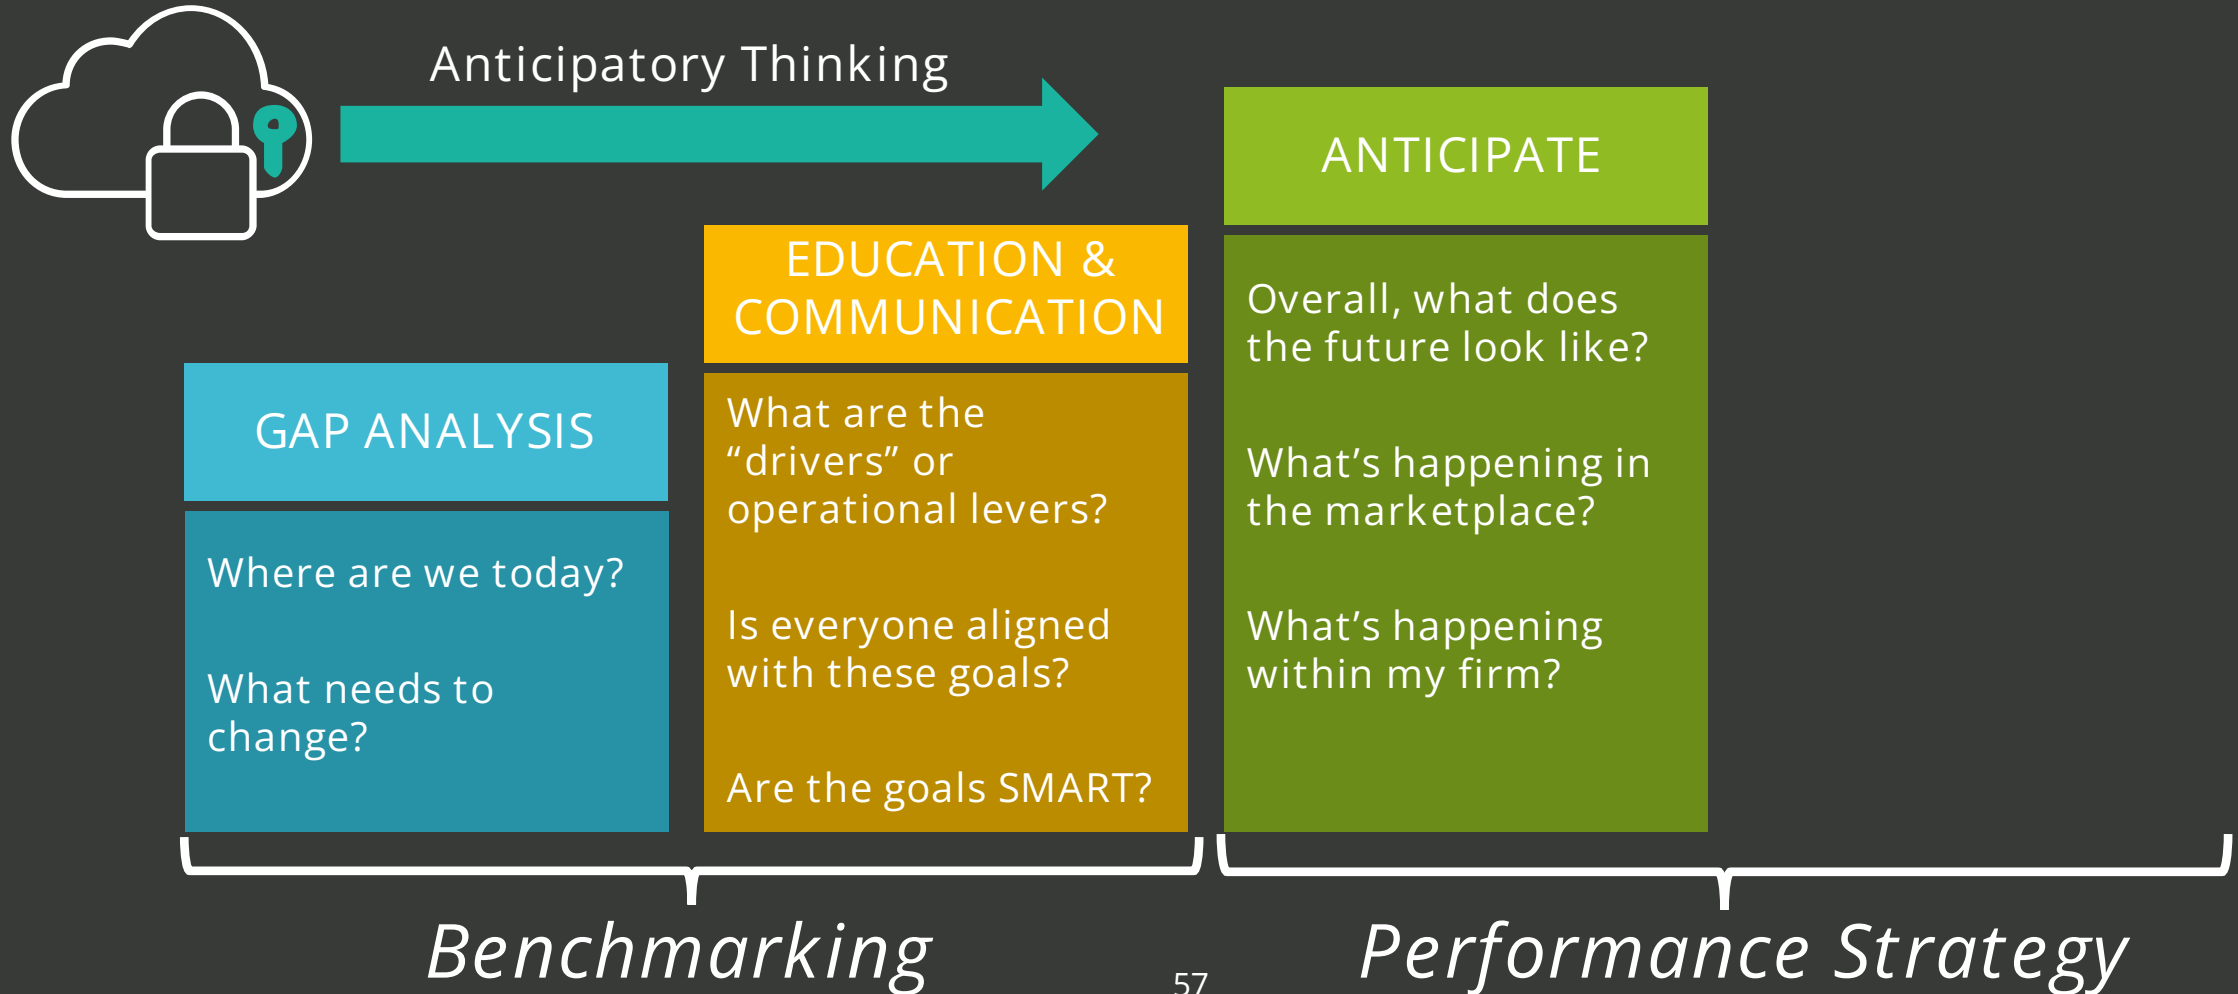 Anticipatory Thinking
GAP ANALYSIS
Where are we today?
What needs to
change?
EDUCATION &
COMMUNICATION
What are the
“drivers” or
operational levers?
Is everyone aligned
with these goals?
Are the goals SMART?
ANTICIPATE
Overall, what does
the future look like?
What’s happening in
the marketplace?
What’s happening
within my firm?
Benchmarking
Performance Strategy
57